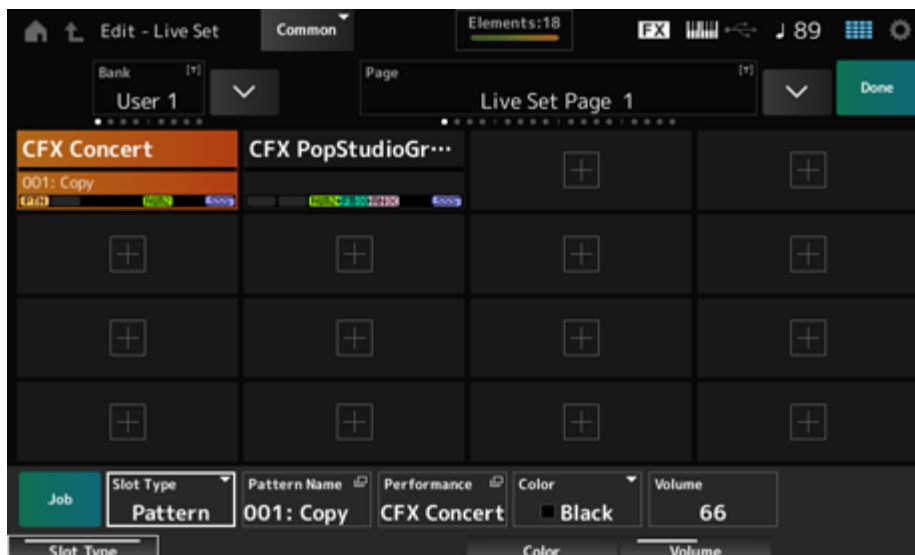 Edit - Live Set
Common
Elements:18
FX
89
Bank
[T]
User 1
Page
[T]
Live Set Page 1
Done
CFX Concert
001: Copy
PTN
CFX PopStudioGr···
Job
Slot Type
Pattern
Pattern Name
001: Copy
Performance
CFX Concert
Color
Black
Volume
66
Slot Type
Color
Volume